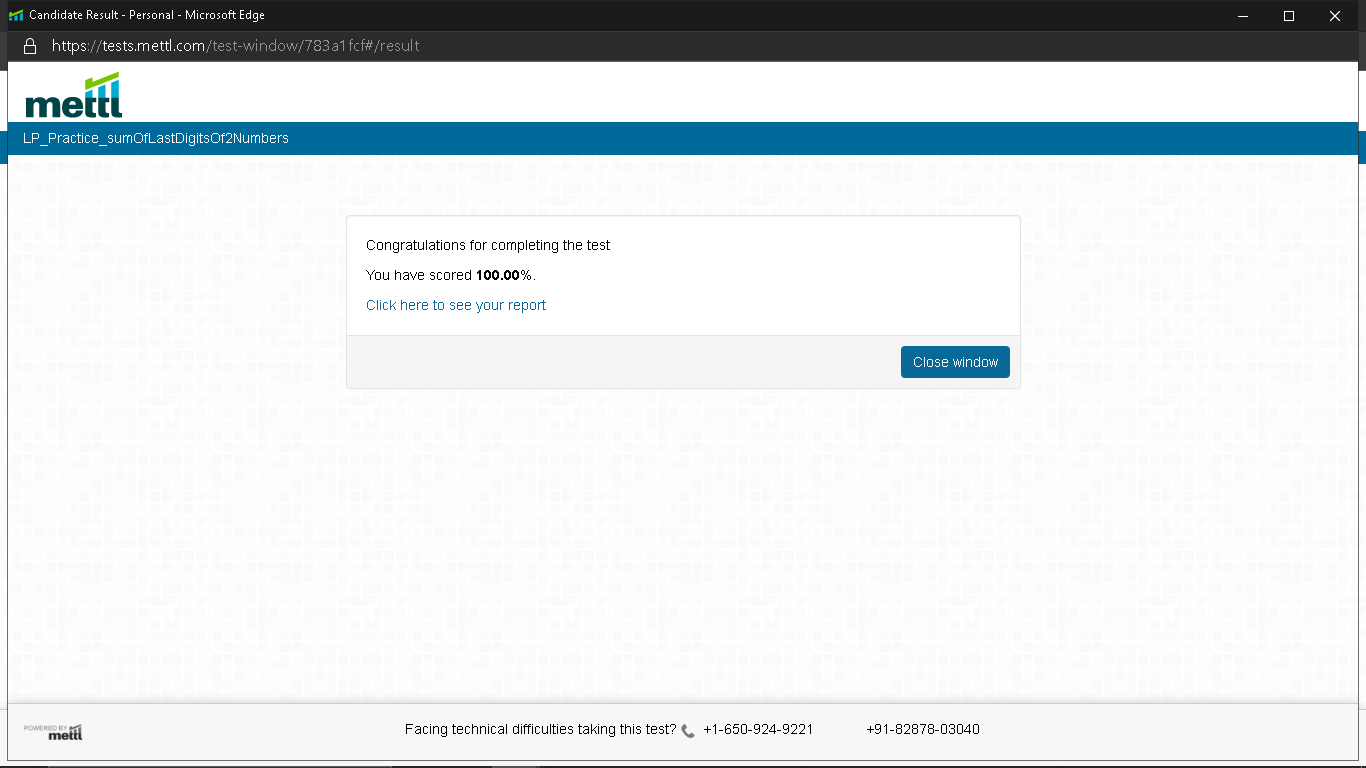 Candidate Result - Personal - Microsoft Edge
https://tests.mettl.com/test-window/783a1fcf#/result
mettl
LP_Practice_sumOfLastDigitsOf2Numbers
Congratulations for completing the test
You have scored 100.00%.
Click here to see your report
Close window
POWERED BY
mettl
Facing technical difficulties taking this test? +1-650-924-9221 +91-82878-03040